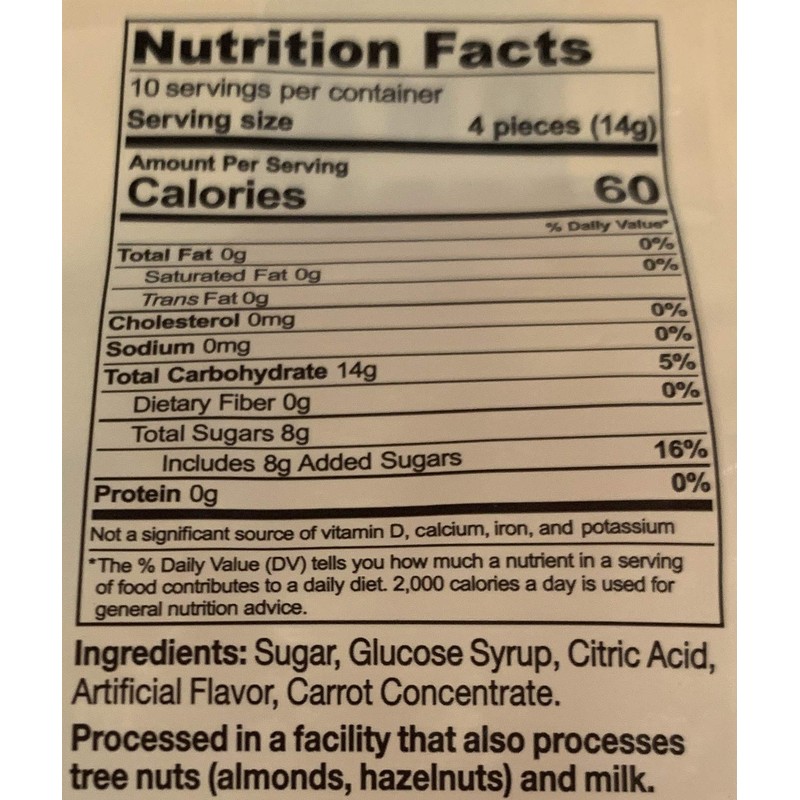 Nutrition Facts
10 servings per container
Serving size 4 pieces (14g)
Amount Per Serving
Calories 60
% Daily Value*
Total Fat 0g 0%
Saturated Fat 0g 0%
Trans Fat 0g
Cholesterol 0mg 0%
Sodium 0mg 0%
Total Carbohydrate 14g 5%
Dietary Fiber 0g 0%
Total Sugars 8g
Includes 8g Added Sugars 16%
Protein 0g 0%
Not a significant source of vitamin D, calcium, iron, and potassium
*The % Daily Value (DV) tells you how much a nutrient in a serving
of food contributes to a daily diet. 2,000 calories a day is used for
general nutrition advice.
Ingredients: Sugar, Glucose Syrup, Citric Acid,
Artificial Flavor, Carrot Concentrate.
Processed in a facility that also processes
tree nuts (almonds, hazelnuts) and milk.